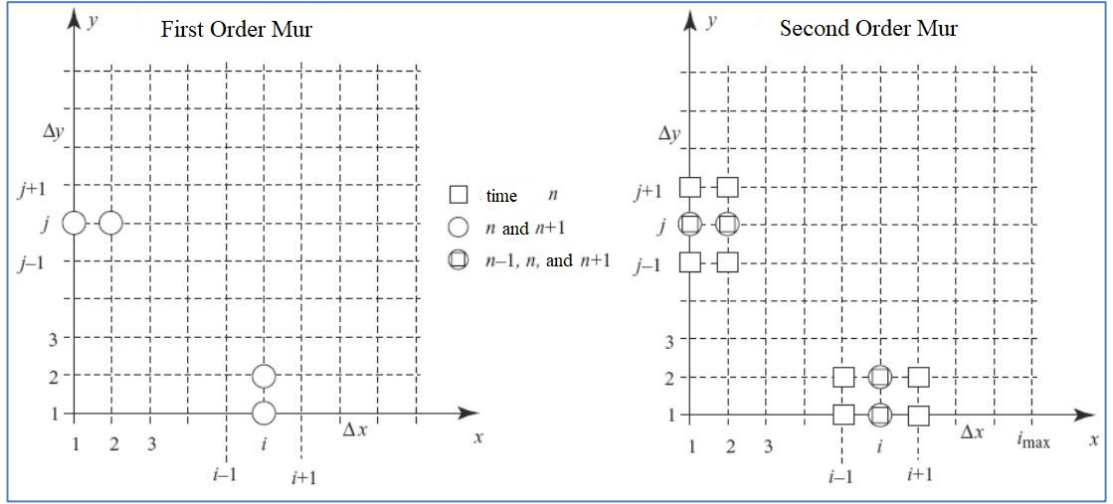 First Order Mur
y
Δy
j+1
j
j–1
3
2
1
1 2 3 i Δx x
i–1 i+1
time n
n and n+1
n–1, n, and n+1
Second Order Mur
y
Δy
j+1
j
j–1
3
2
1
1 2 3 i Δx imax x
i–1 i+1